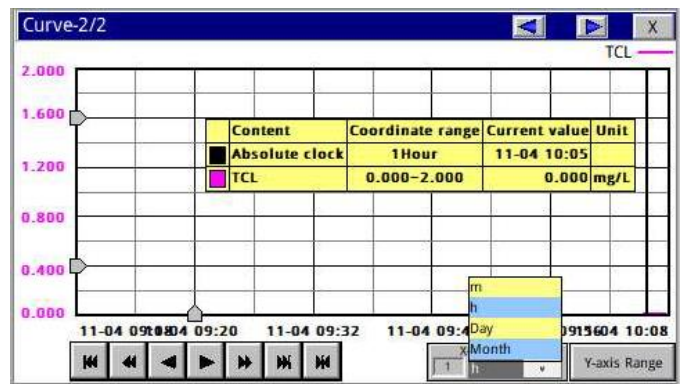 Curve-2/2
X
TCL
2.000
1.600
1.200
0.800
0.400
0.000
Content Coordinate range Current value Unit
Absolute clock 1Hour 11-04 10:05
TCL 0.000~2.000 0.000 mg/L
m
h
Day
Month
11-04 09:20 11-04 09:32 11-04 09:4 10:08
1 h Y-axis Range